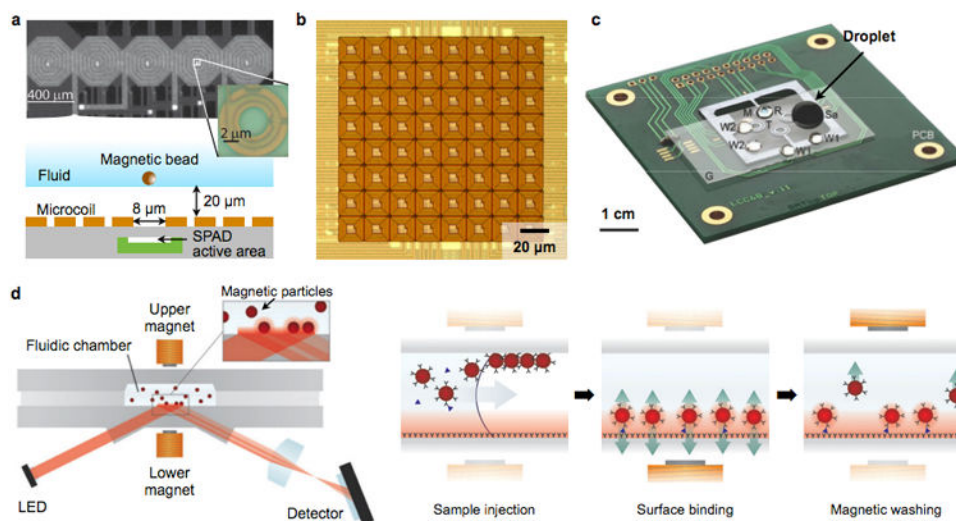 a
400 μm
2 μm
Magnetic bead
Fluid
Microcoil
8 μm
20 μm
SPAD
active area
b
20 μm
c
Droplet
M
R
Sa
W2
T
W2
W1
W1
G
PCB
1 cm
d
Magnetic particles
Upper
magnet
Fluidic chamber
Lower
magnet
LED
Detector
Sample injection
Surface binding
Magnetic washing